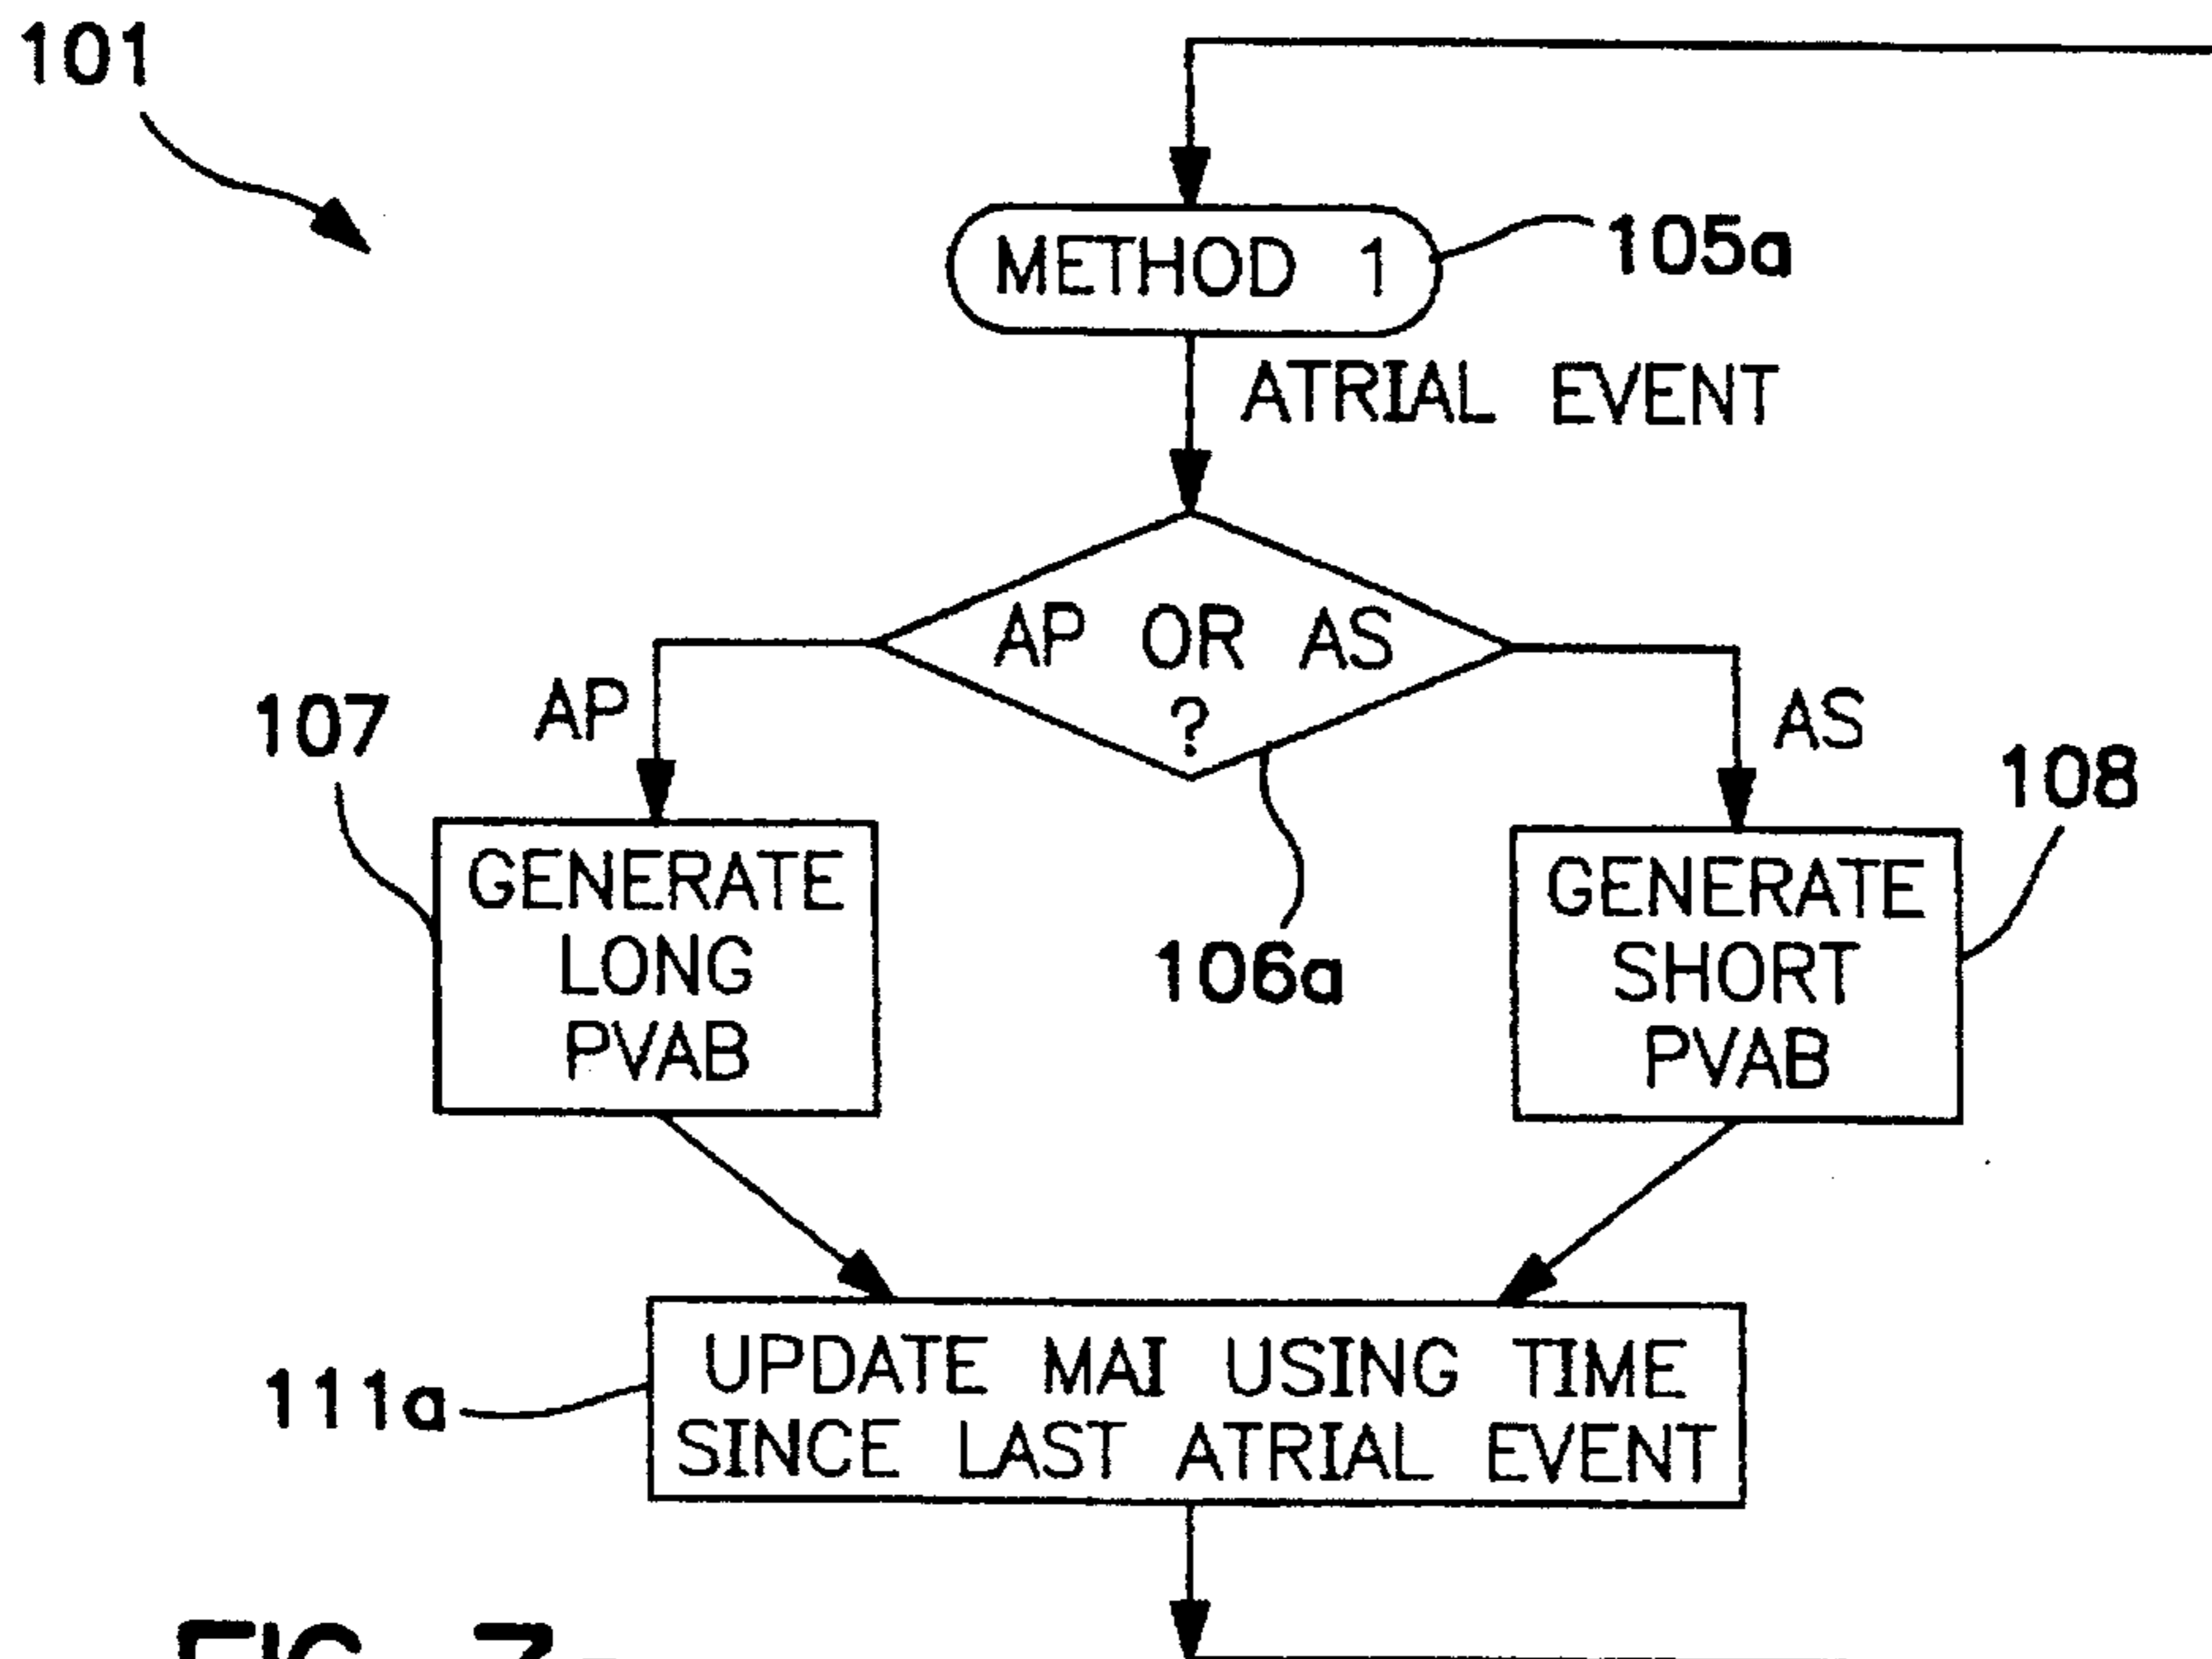 101
METHOD 1
105a
ATRIAL EVENT
AP OR AS
?
AP
AS
107
108
106a
GENERATE
LONG
PVAB
GENERATE
SHORT
PVAB
111a
UPDATE MAI USING TIME
SINCE LAST ATRIAL EVENT